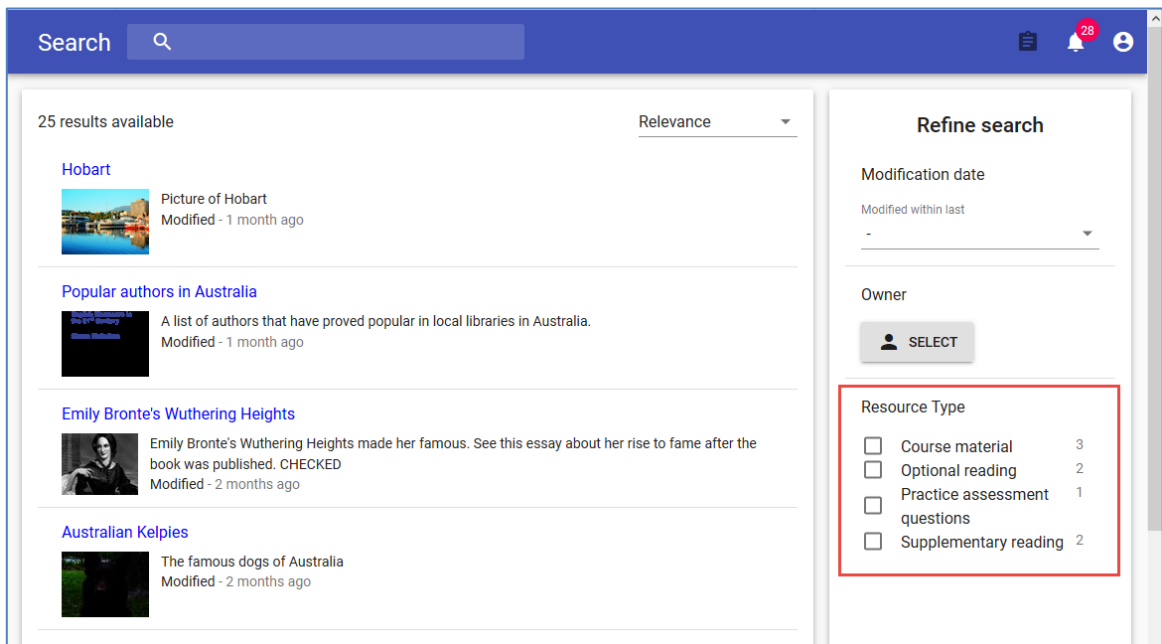 Search
28
25 results available
Relevance
Hobart
Picture of Hobart
Modified - 1 month ago
Popular authors in Australia
A list of authors that have proved popular in local libraries in Australia.
Modified - 1 month ago
Emily Bronte's Wuthering Heights
Emily Bronte's Wuthering Heights made her famous. See this essay about her rise to fame after the
book was published. CHECKED
Modified - 2 months ago
Australian Kelpies
The famous dogs of Australia
Modified - 2 months ago
Refine search
Modification date
Modified within last
-
Owner
SELECT
Resource Type
Course material 3
Optional reading 2
Practice assessment 1
questions
Supplementary reading 2